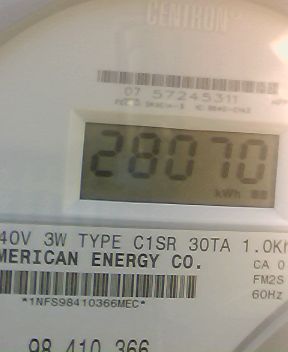 CENTRON®
07 57245311
28070
kWh
40V 3W TYPE C1SR 30TA 1.0Kh
MERICAN ENERGY CO.
CA 0
FM2S
60Hz
*1NFS98410366MEC*
98 410 366